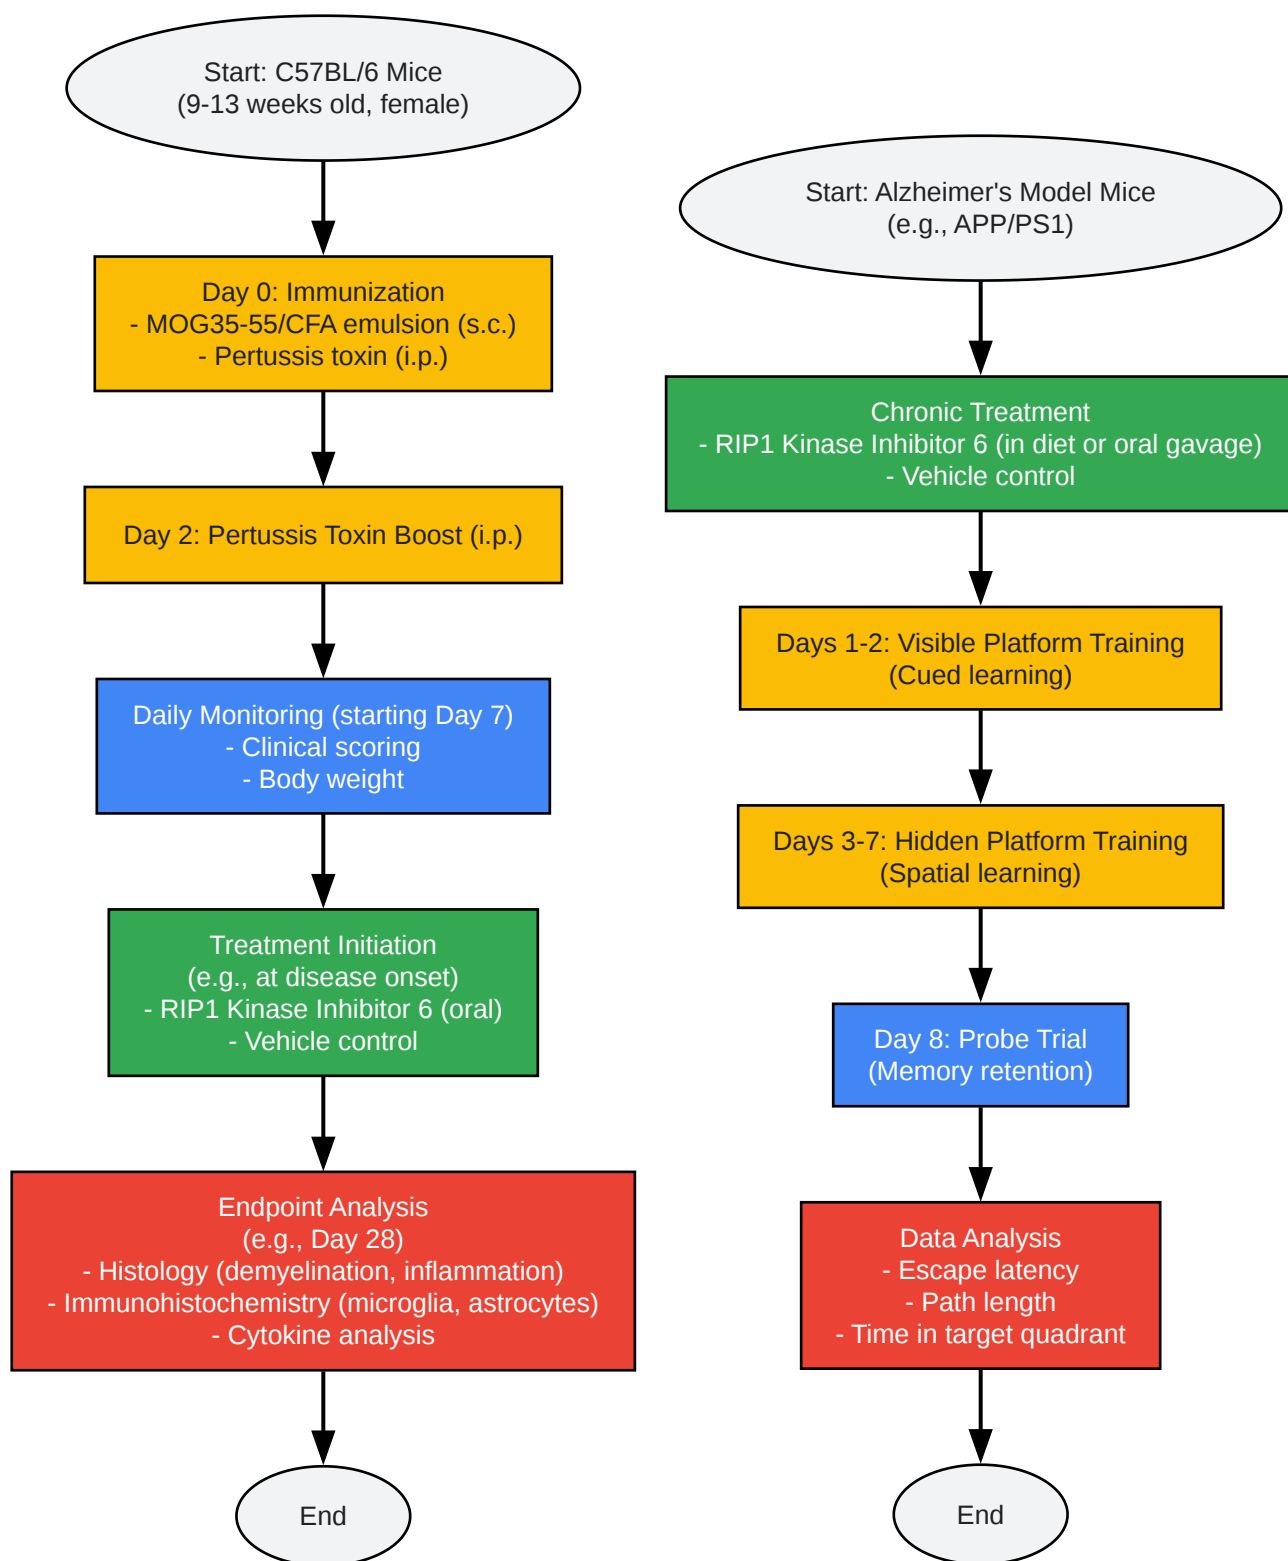 Start: C57BL/6 Mice
(9-13 weeks old, female)
Day 0: Immunization
- MOG35-55/CFA emulsion (s.c.)
- Pertussis toxin (i.p.)
Day 2: Pertussis Toxin Boost (i.p.)
Daily Monitoring (starting Day 7)
- Clinical scoring
- Body weight
Treatment Initiation
(e.g., at disease onset)
- RIP1 Kinase Inhibitor 6 (oral)
- Vehicle control
Endpoint Analysis
(e.g., Day 28)
- Histology (demyelination, inflammation)
- Immunohistochemistry (microglia, astrocytes)
- Cytokine analysis
End
Start: Alzheimer's Model Mice
(e.g., APP/PS1)
Chronic Treatment
- RIP1 Kinase Inhibitor 6 (in diet or oral gavage)
- Vehicle control
Days 1-2: Visible Platform Training
(Cued learning)
Days 3-7: Hidden Platform Training
(Spatial learning)
Day 8: Probe Trial
(Memory retention)
Data Analysis
- Escape latency
- Path length
- Time in target quadrant
End